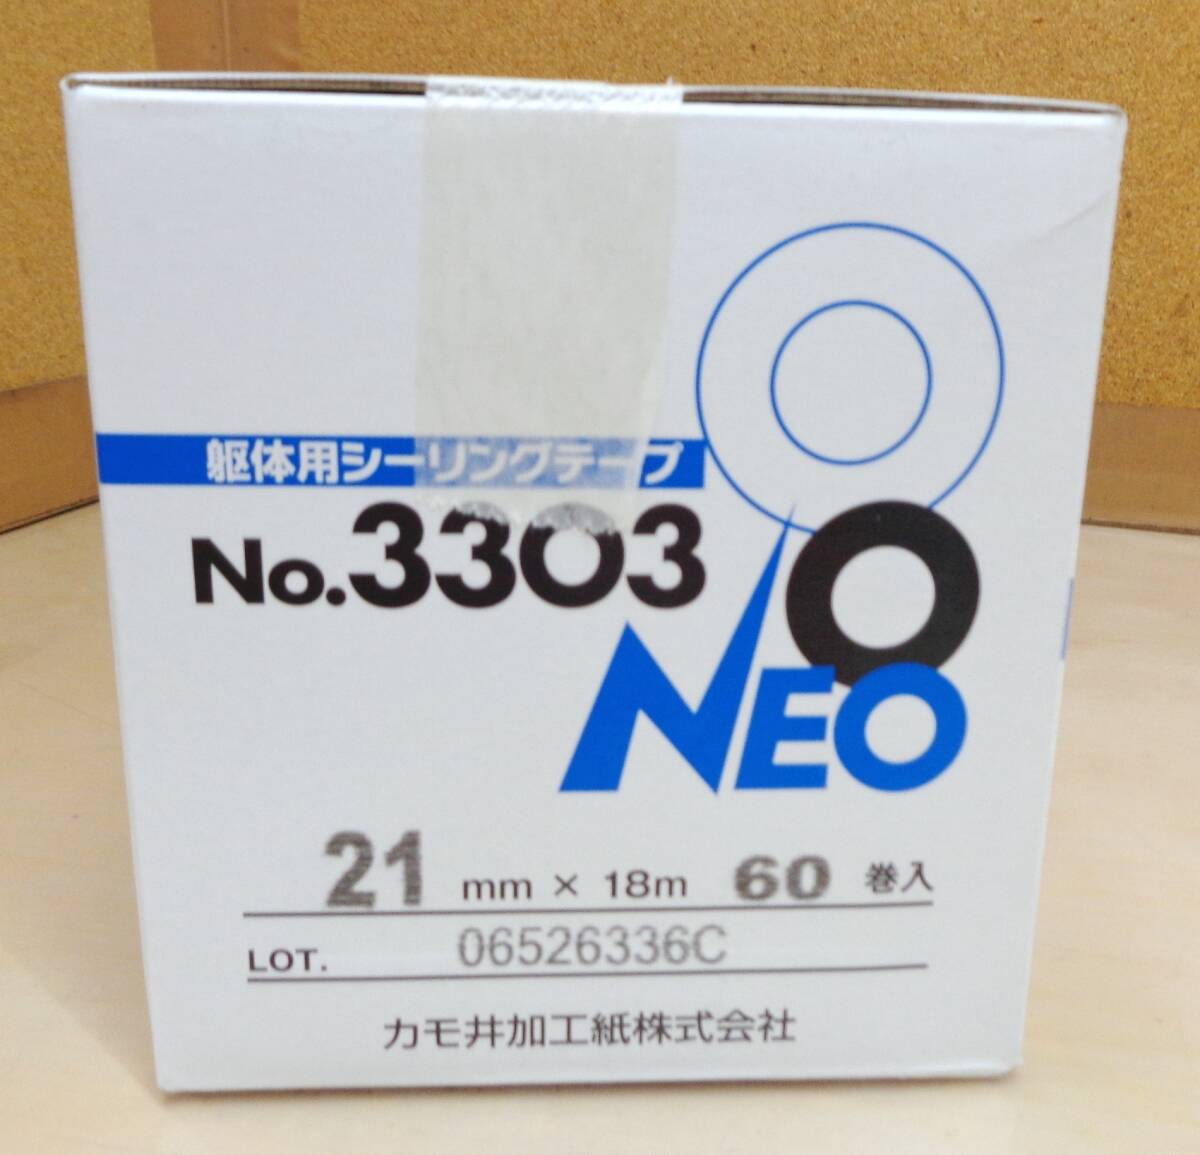 躯体用シーリングテープ
No.3303
NEO
21 mm × 18m 60 巻入
LOT. 06526336C
カモ井加工紙株式会社